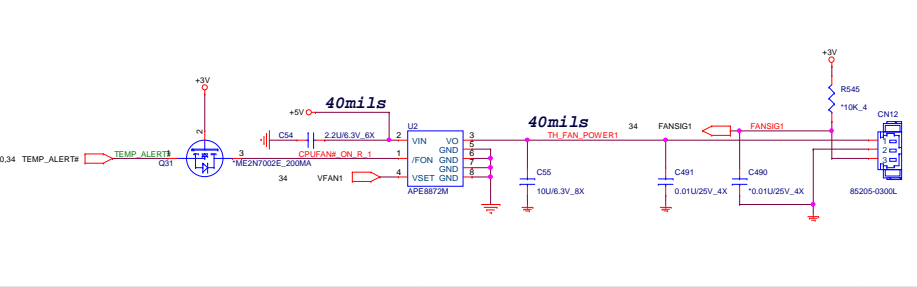 +3V
+3V
R545
*10K_4
40mils
+5V
C54
2.2U/6.3V_6X
U2
40mils
TH_FAN_POWER1
34
FANSIG1
FANSIG1
CN12
0,34
TEMP_ALERT#
TEMP_ALERT#
1
2
3
Q31
*ME2N7002E_200MA
CPUFAN#_ON_R_1
34
VFAN1
2
1
4
VIN
/FON
VSET
VO
GND
GND
GND
GND
3
5
6
7
8
APE8872M
C55
10U/6.3V_8X
C491
0.01U/25V_4X
C490
*0.01U/25V_4X
1
2
3
85205-0300L